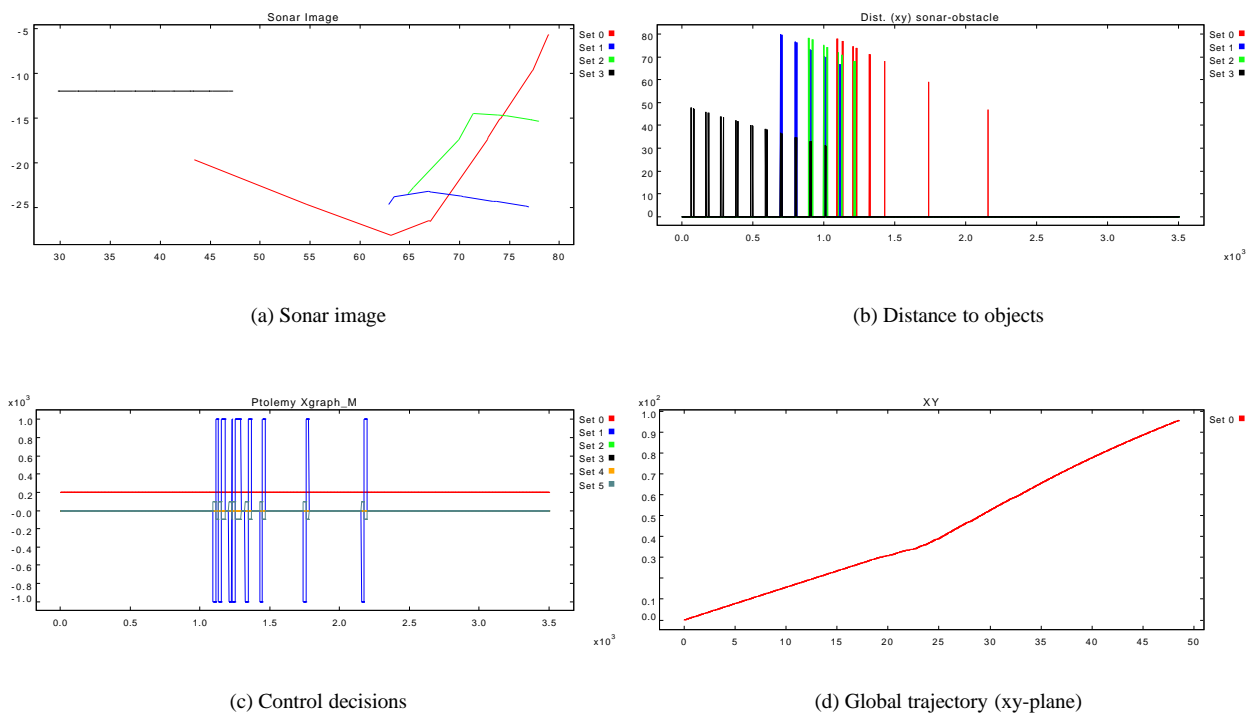 Sonar Image
-5
-10
-15
-20
-25
30 35 40 45 50 55 60 65 70 75 80
Set 0
Set 1
Set 2
Set 3
(a) Sonar image
Dist. (xy) sonar-obstacle
80
70
60
50
40
30
20
10
0
0.0 0.5 1.0 1.5 2.0 2.5 3.0 3.5
x10³
Set 0
Set 1
Set 2
Set 3
(b) Distance to objects
x10³
Ptolemy Xgraph_M
1.0
0.8
0.6
0.4
0.2
-0.0
-0.2
-0.4
-0.6
-0.8
-1.0
0.0 0.5 1.0 1.5 2.0 2.5 3.0 3.5
x10³
Set 0
Set 1
Set 2
Set 3
Set 4
Set 5
(c) Control decisions
x10²
XY
1.0
0.9
0.8
0.7
0.6
0.5
0.4
0.3
0.1
0.0
0 5 10 15 20 25 30 35 40 45 50
Set 0
(d) Global trajectory (xy-plane)